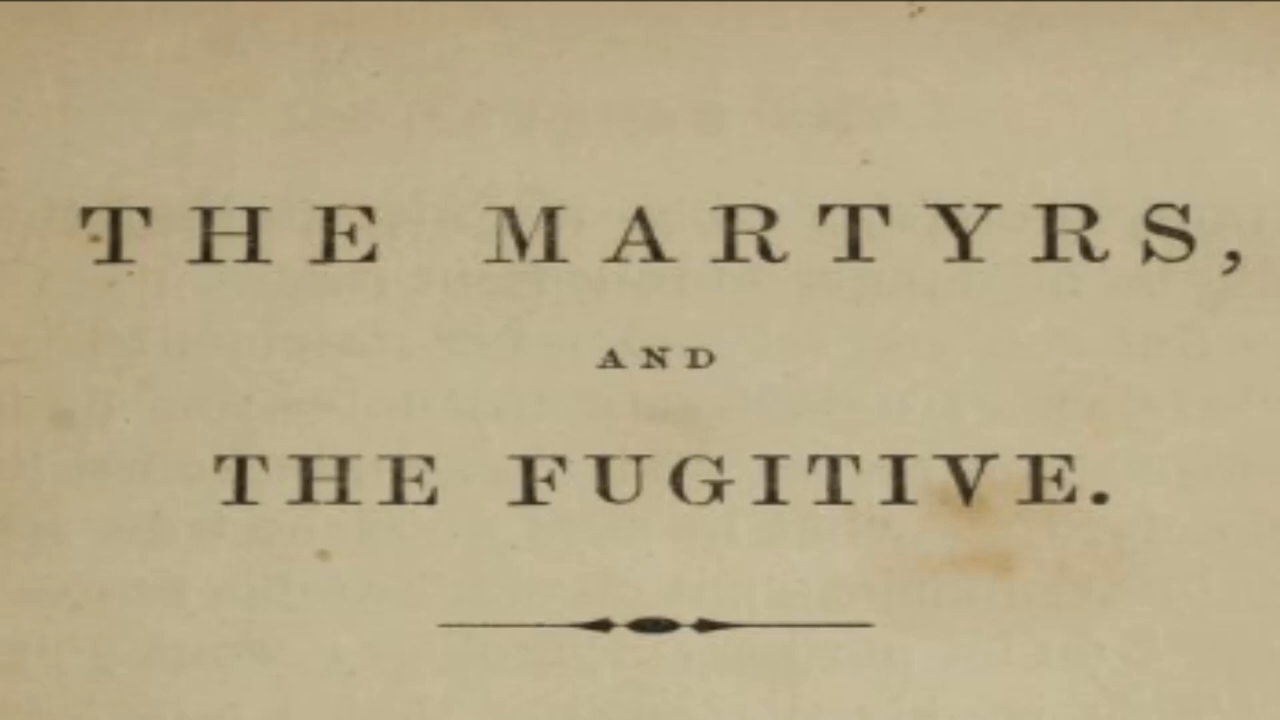 THE MARTYRS,
AND
THE FUGITIVE.